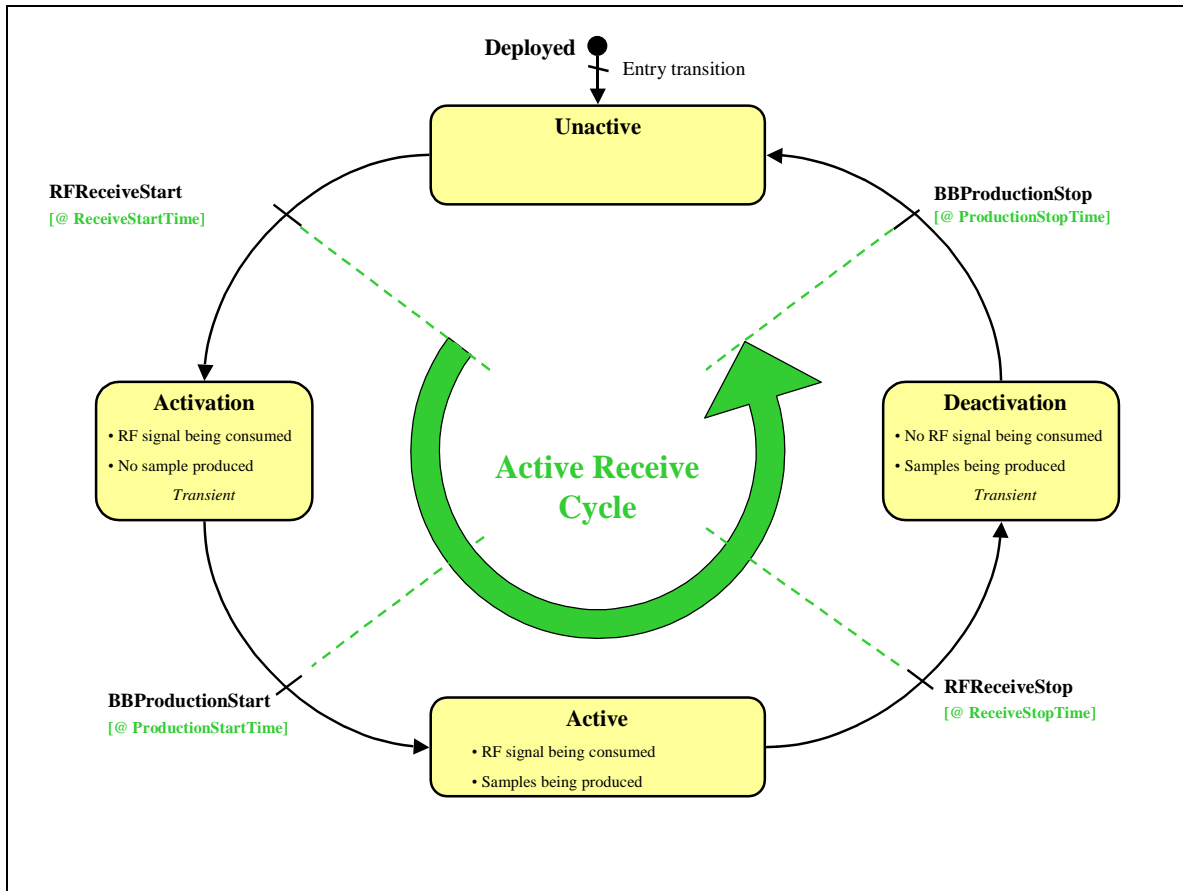 Deployed
Entry transition
Unactive
RFReceiveStart
[@ ReceiveStartTime]
BBProductionStop
[@ ProductionStopTime]
Activation
• RF signal being consumed
• No sample produced
Transient
Active Receive
Cycle
Deactivation
• No RF signal being consumed
• Samples being produced
Transient
BBProductionStart
[@ ProductionStartTime]
Active
• RF signal being consumed
• Samples being produced
RFReceiveStop
[@ ReceiveStopTime]